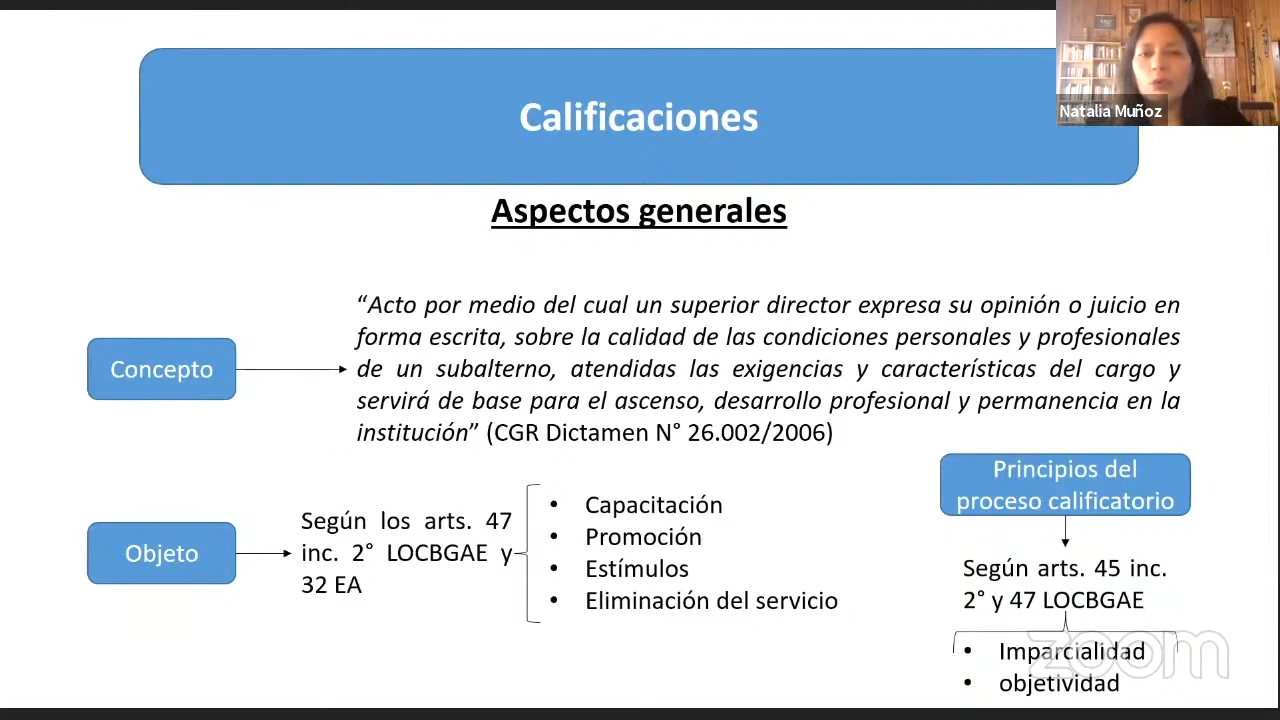 Calificaciones
Natalia Muñoz
Aspectos generales
Concepto
“Acto por medio del cual un superior director expresa su opinión o juicio en
forma escrita, sobre la calidad de las condiciones personales y profesionales
de un subalterno, atendidas las exigencias y características del cargo y
servirá de base para el ascenso, desarrollo profesional y permanencia en la
institución” (CGR Dictamen N° 26.002/2006)
Objeto
Según los arts. 47
inc. 2° LOCBGAE y
32 EA
• Capacitación
• Promoción
• Estímulos
• Eliminación del servicio
Principios del
proceso calificatorio
Según arts. 45 inc.
2° y 47 LOCBGAE
• Imparcialidad
• objetividad
zoom